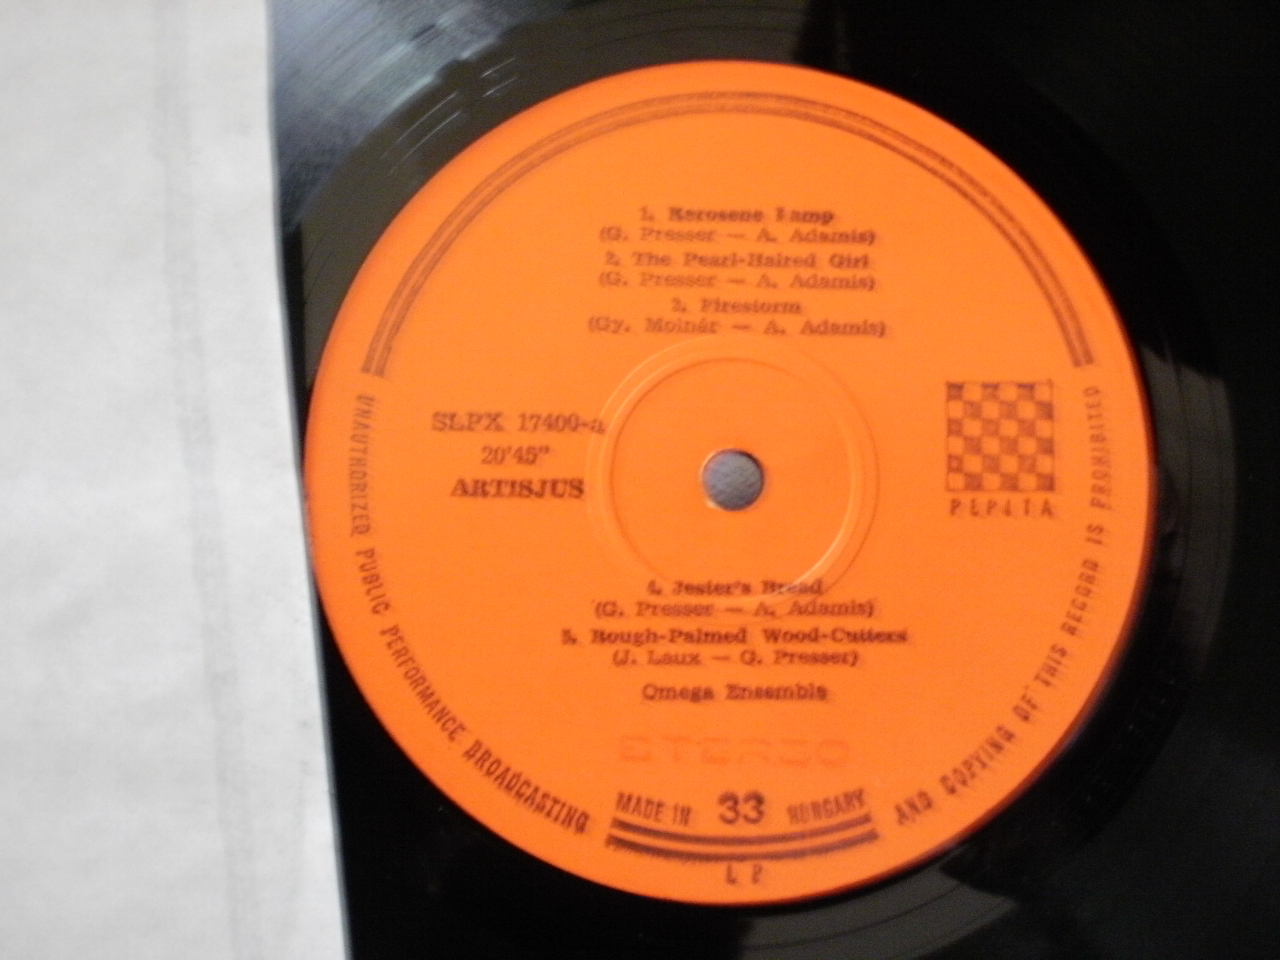 1. Kerosene Lamp
(G. Presser — A. Adamis)
2. The Pearl-Haired Girl
(G. Presser — A. Adamis)
3. Firestorm
(Gy. Molnár — A. Adamis)
SLPX 17400-a
20'45"
ARTISJUS
PEPITA
4. Jester's Bread
(G. Presser — A. Adamis)
5. Rough-Palmed Wood-Cutters
(J. Laux — G. Presser)
Omega Ensemble
STEREO
MADE IN 33 HUNGARY
LP
UNAUTHORIZED PUBLIC PERFORMANCE BROADCASTING AND COPYING OF THIS RECORD IS PROHIBITED